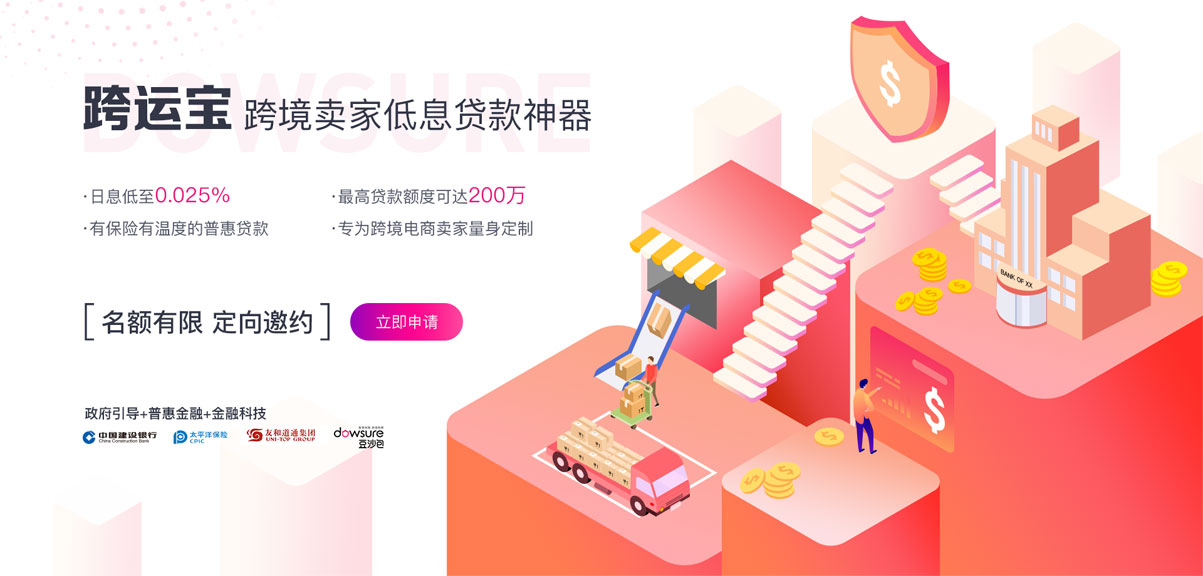 DOWSURE
跨运宝 跨境卖家低息贷款神器
·日息低至0.025%
·最高贷款额度可达200万
·有保险有温度的普惠贷款
·专为跨境电商卖家量身定制
[名额有限 定向邀约]
立即申请
政府引导+普惠金融+金融科技
中国建设银行
China Construction Bank
太平洋保险
CPIC
友和道通集团
UNI-TOP GROUP
dowsure
豆沙包
BANK OF XX